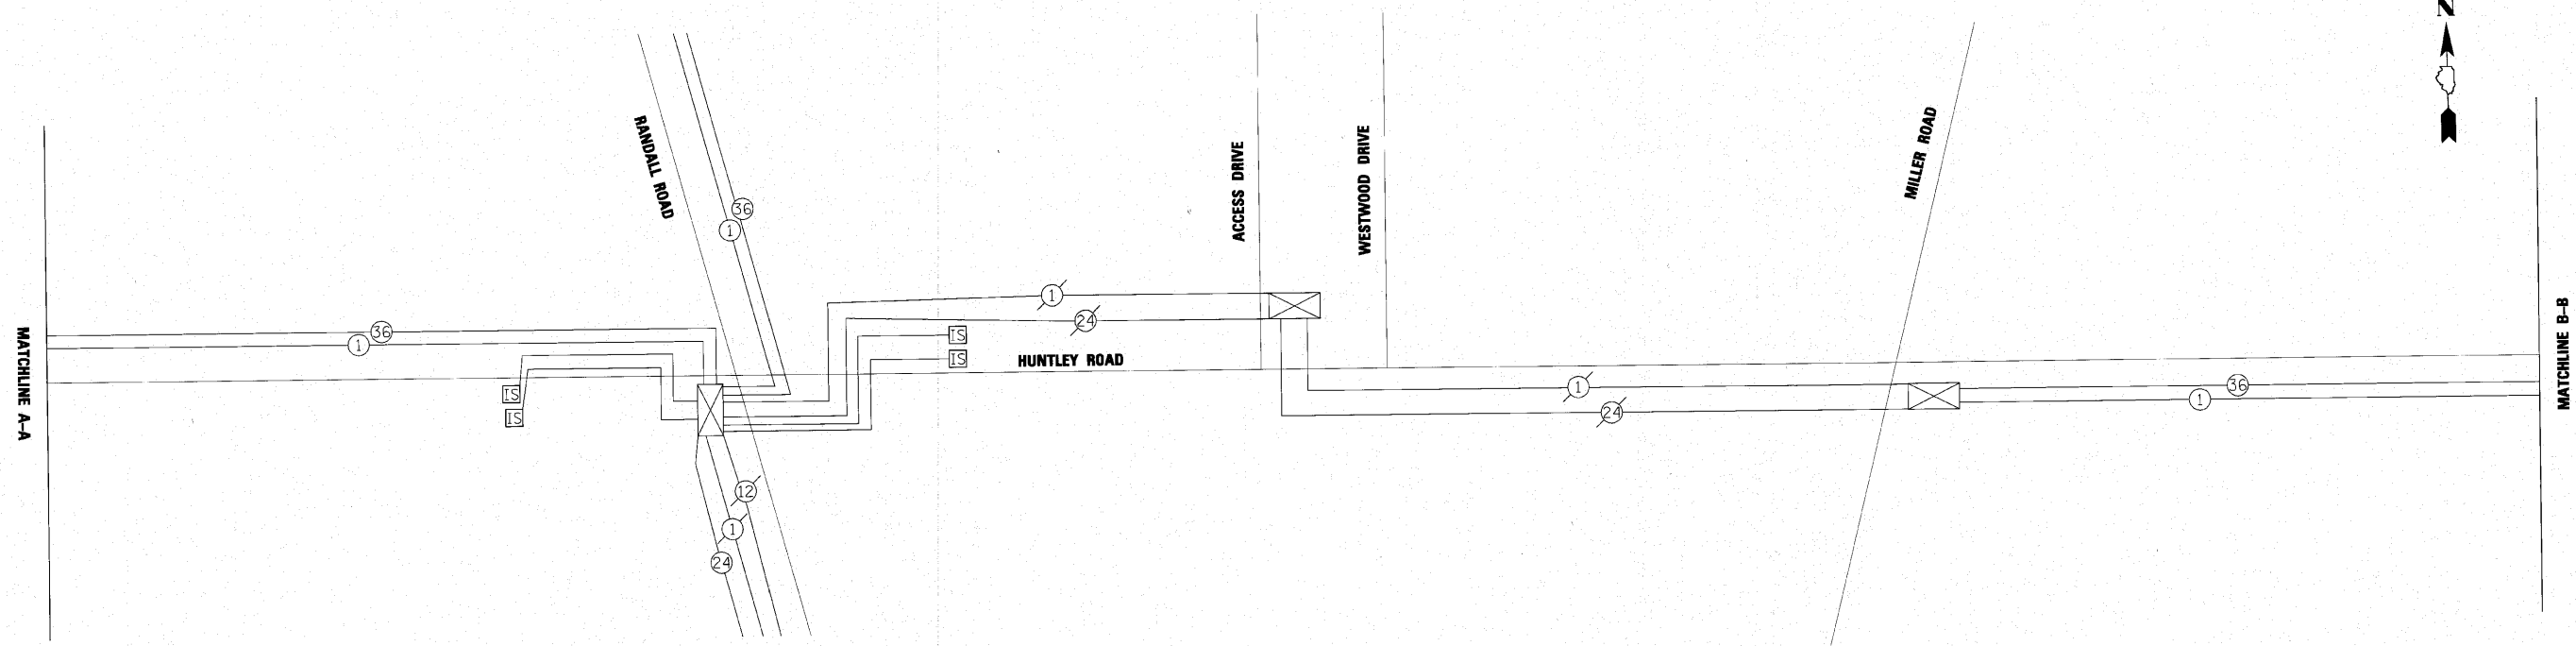 N
RANDALL ROAD
ACCESS DRIVE
WESTWOOD DRIVE
MILLER ROAD
36
1
1
24
36
1
IS
IS
HUNTLEY ROAD
MATCHLINE A-A
MATCHLINE B-B
IS
IS
1
24
36
1
12
1
24